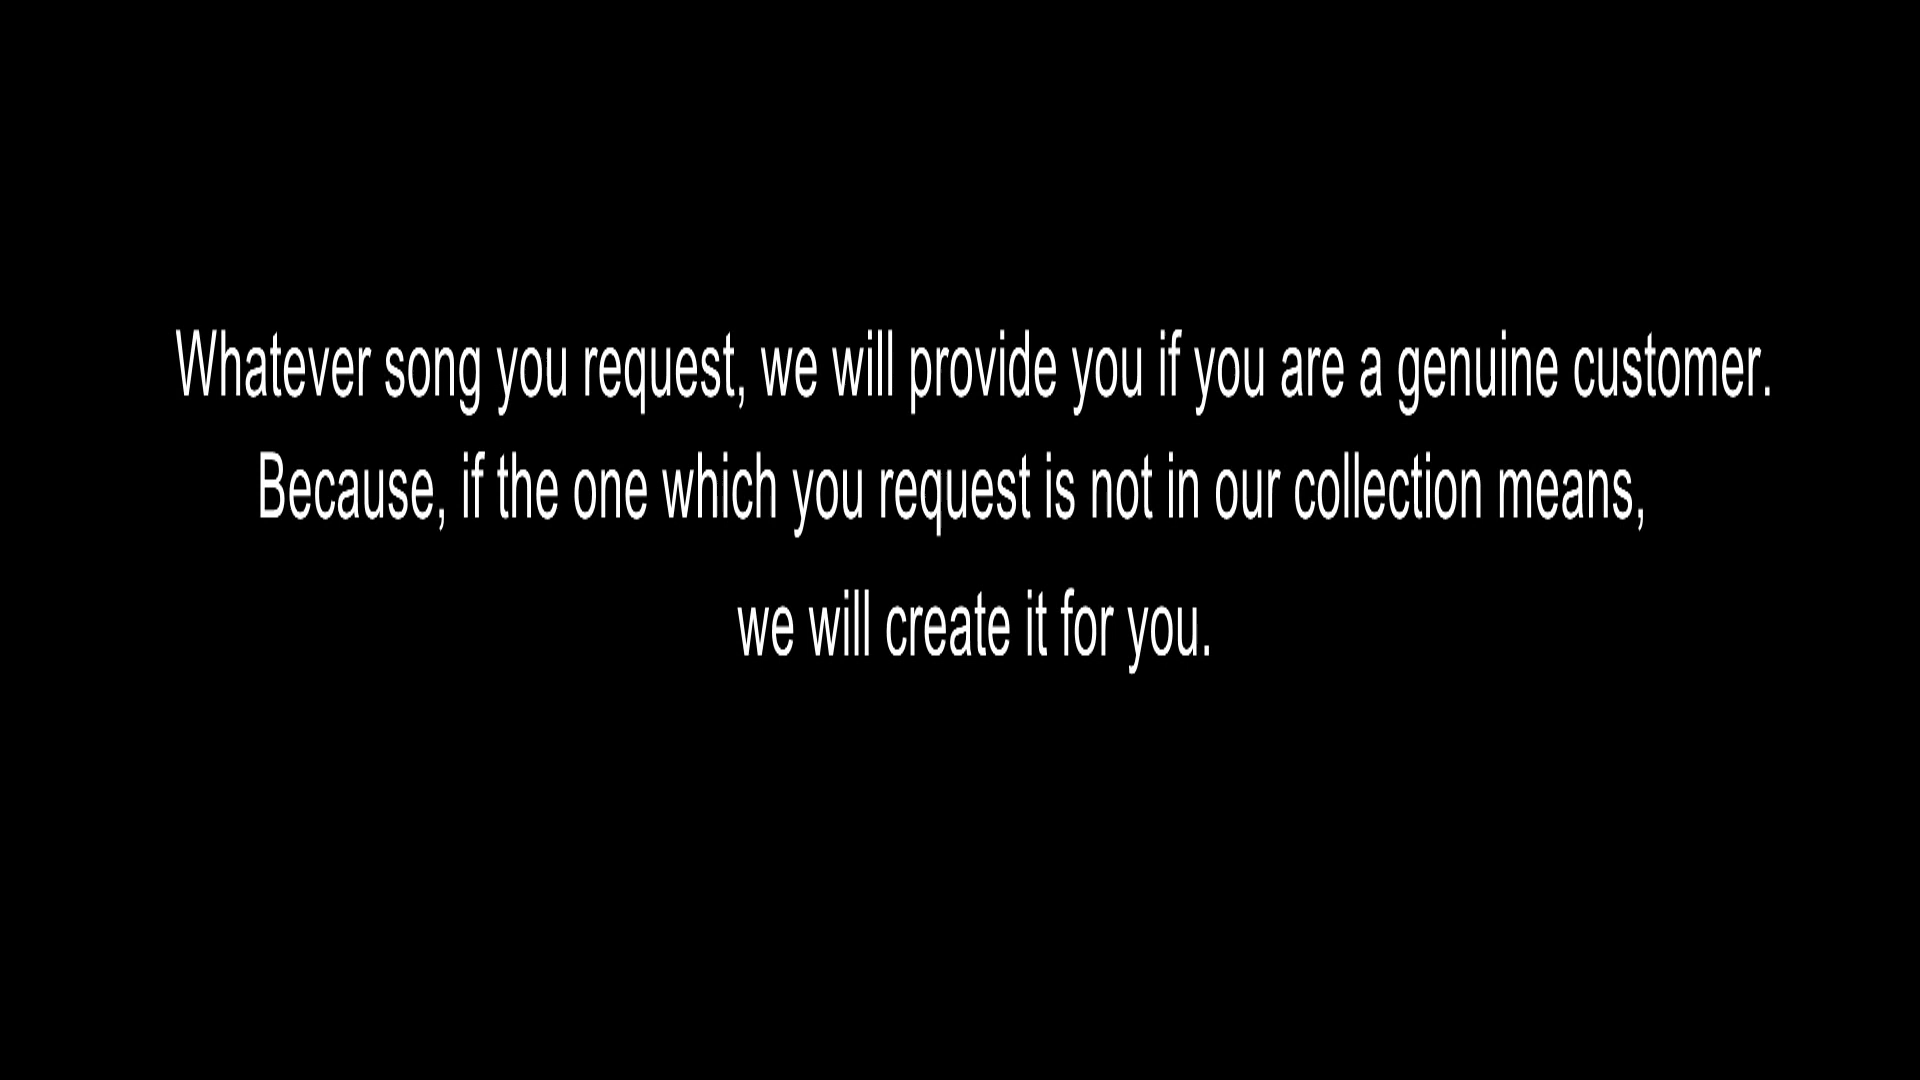 Whatever song you request, we will provide you if you are a genuine customer.
Because, if the one which you request is not in our collection means,
we will create it for you.